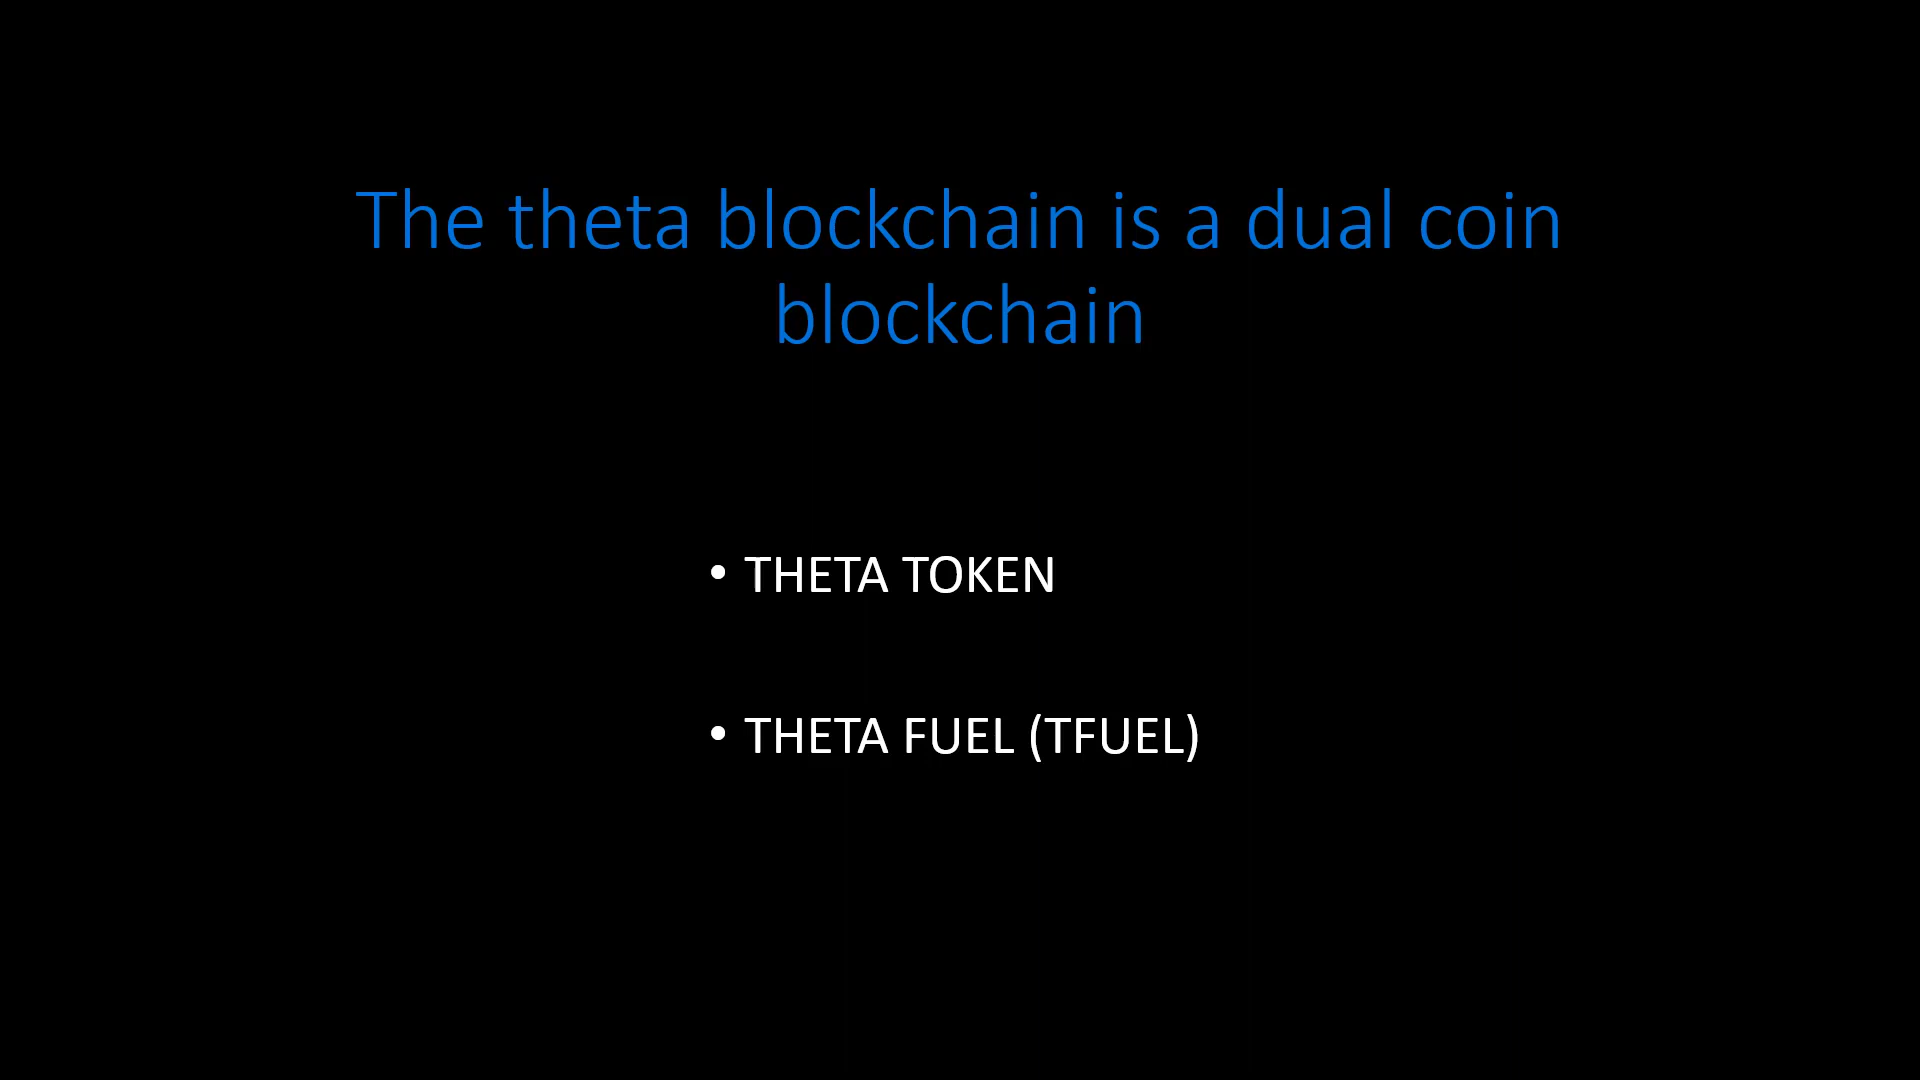 The theta blockchain is a dual coin
blockchain
• THETA TOKEN
• THETA FUEL (TFUEL)